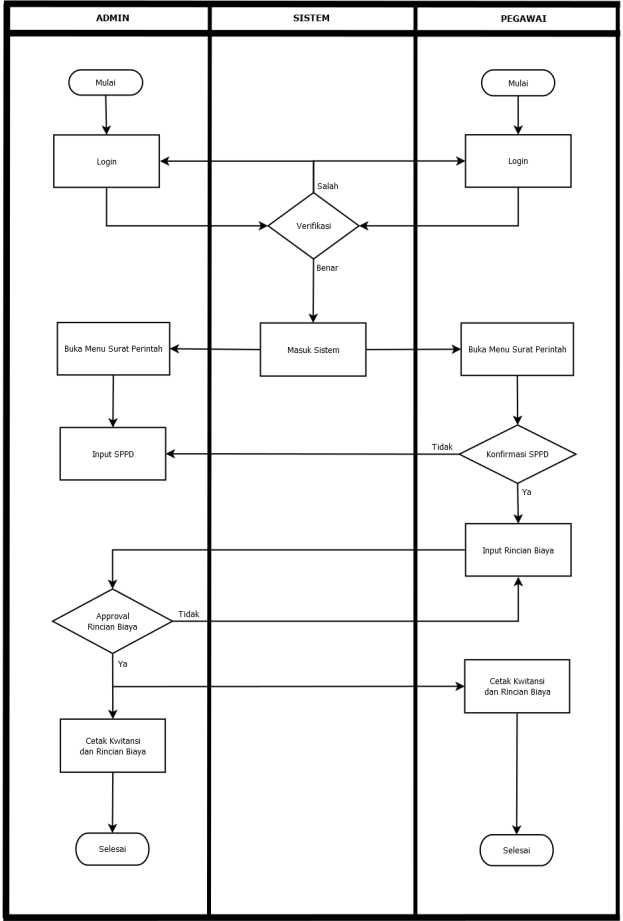 ADMIN
SISTEM
PEGAWAI
Mulai
Mulai
Login
Login
Salah
Verifikasi
Benar
Buka Menu Surat Perintah
Masuk Sistem
Buka Menu Surat Perintah
Input SPPD
Tidak
Konfirmasi SPPD
Ya
Input Rincian Biaya
Approval
Rincian Biaya
Tidak
Ya
Cetak Kwitansi
dan Rincian Biaya
Cetak Kwitansi
dan Rincian Biaya
Selesai
Selesai